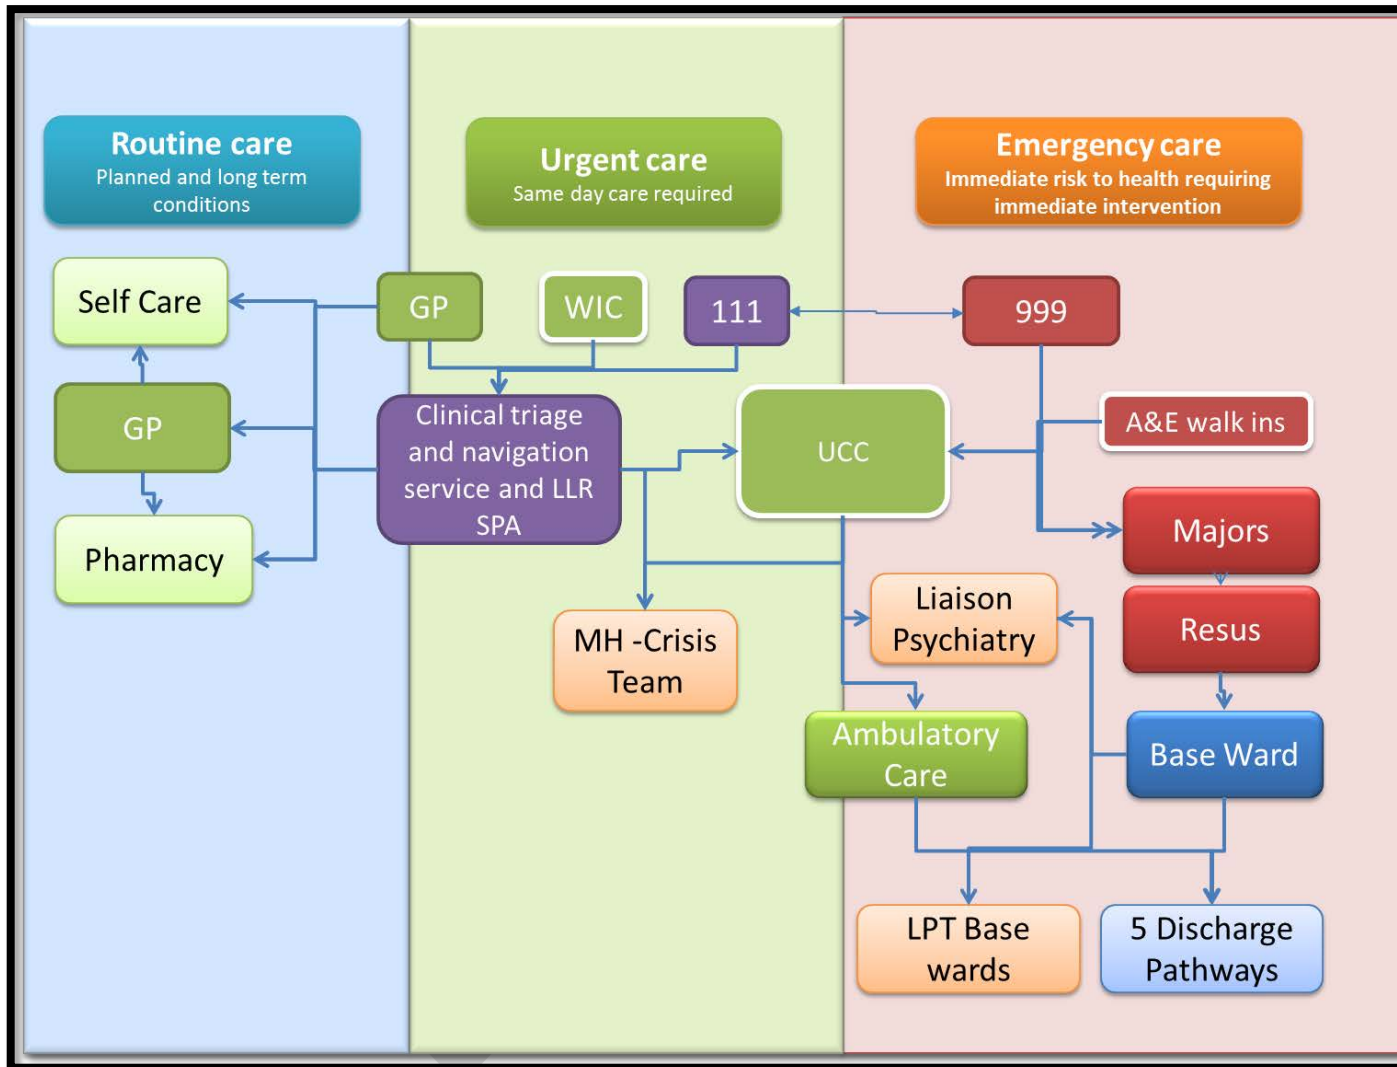 Routine care
Planned and long term
conditions
Urgent care
Same day care required
Emergency care
Immediate risk to health requiring
immediate intervention
Self Care
GP
WIC
111
999
GP
Clinical triage
and navigation
service and LLR
SPA
UCC
A&E walk ins
Majors
Pharmacy
Liaison
Psychiatry
Resus
MH -Crisis
Team
Ambulatory
Care
Base Ward
LPT Base
wards
5 Discharge
Pathways